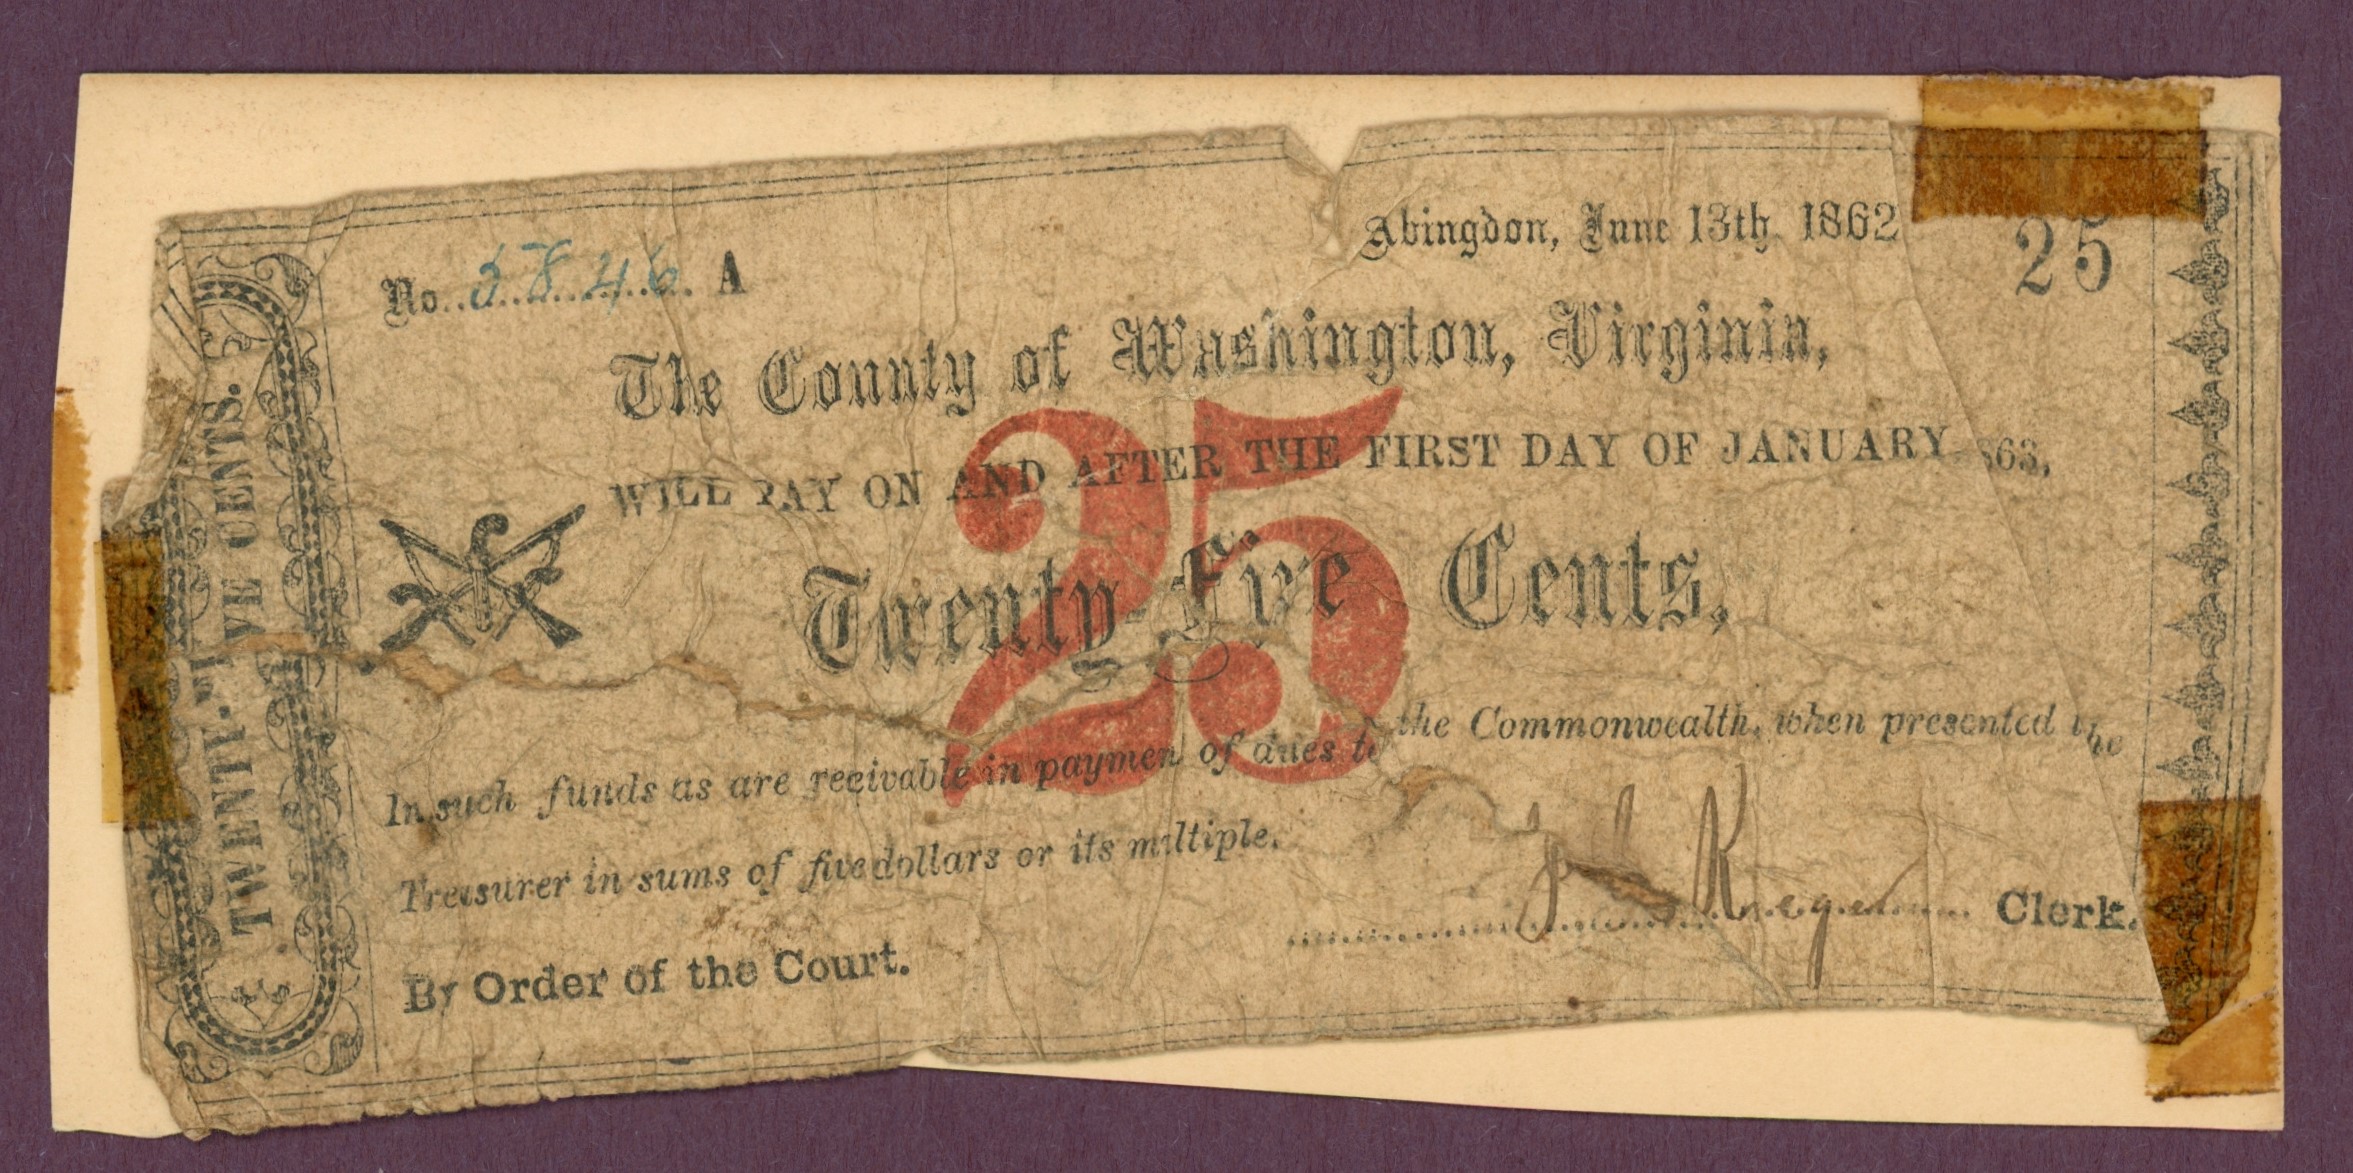 Abingdon, June 13th 1862
25
No. 5846. A
The County of Washington, Virginia,
WILL PAY ON AND AFTER THE FIRST DAY OF JANUARY 863,
25
Twenty-Five Cents,
In such funds as are receivable in paymen of dues to the Commonwealth, when presented the
Treasurer in sums of five dollars or its multiple.
Clerk.
By Order of the Court.
TWENTY-FIVE CENTS.